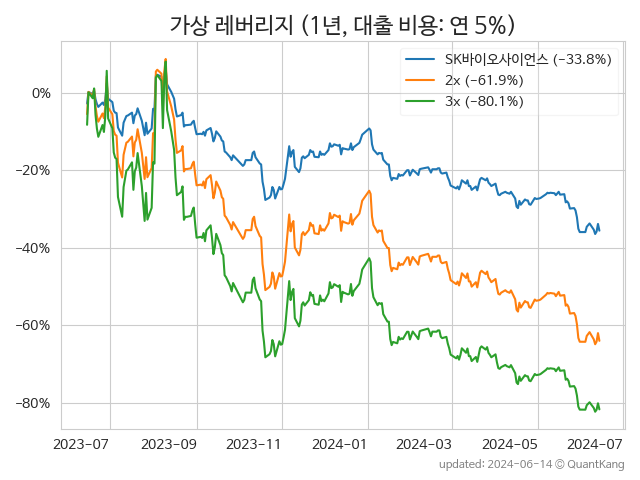 가상 레버리지 (1년, 대출 비용: 연 5%)
SK바이오사이언스 (−33.8%)
2x (−61.9%)
3x (−80.1%)
0%
−20%
−40%
−60%
−80%
2023−07 2023−09 2023−11 2024−01 2024−03 2024−05 2024−07
updated: 2024-06-14 © QuantKang